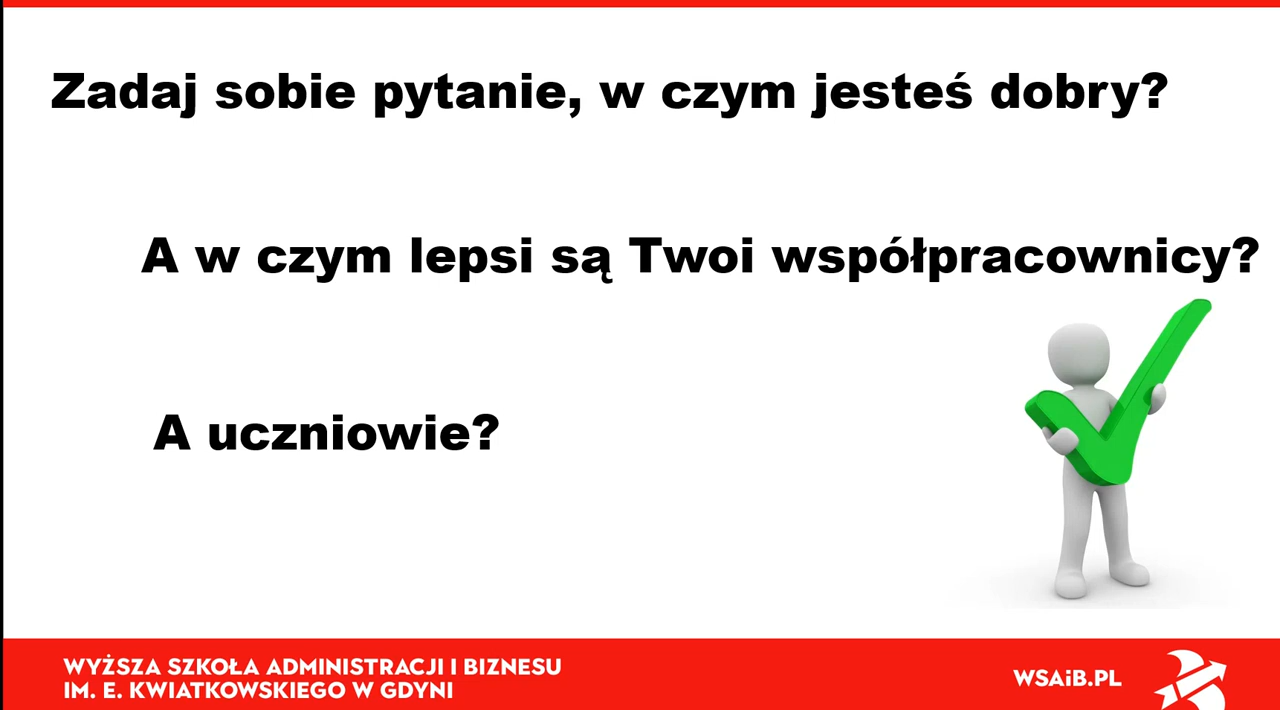 Zadaj sobie pytanie, w czym jesteś dobry?
A w czym lepsi są Twoi współpracownicy?
A uczniowie?
WYŻSZA SZKOŁA ADMINISTRACJI I BIZNESU
IM. E. KWIATKOWSKIEGO W GDYNI
WSAiB.PL